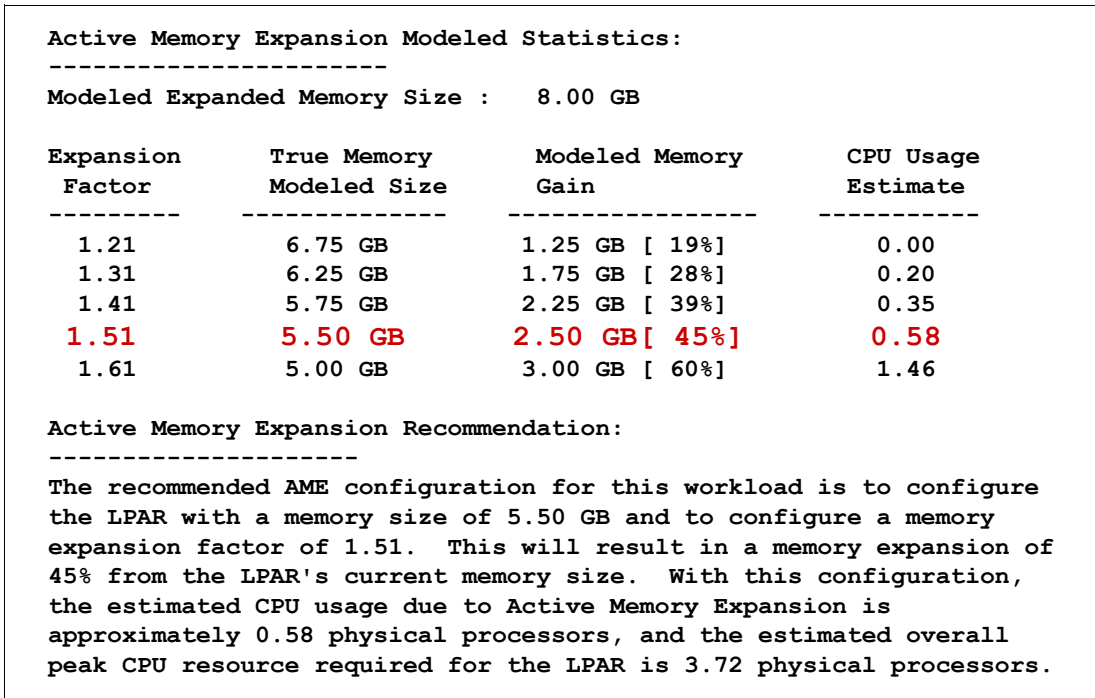 Active Memory Expansion Modeled Statistics:
-----------------------
Modeled Expanded Memory Size :   8.00 GB
Expansion      True Memory       Modeled Memory       CPU Usage
Factor        Modeled Size      Gain                 Estimate
---------    --------------    -----------------    -----------
1.21          6.75 GB         1.25 GB [ 19%]       0.00
1.31          6.25 GB         1.75 GB [ 28%]       0.20
1.41          5.75 GB         2.25 GB [ 39%]       0.35
1.51          5.50 GB         2.50 GB[ 45%]        0.58
1.61          5.00 GB         3.00 GB [ 60%]       1.46
Active Memory Expansion Recommendation:
---------------------
The recommended AME configuration for this workload is to configure
the LPAR with a memory size of 5.50 GB and to configure a memory
expansion factor of 1.51.  This will result in a memory expansion of
45% from the LPAR's current memory size.  With this configuration,
the estimated CPU usage due to Active Memory Expansion is
approximately 0.58 physical processors, and the estimated overall
peak CPU resource required for the LPAR is 3.72 physical processors.